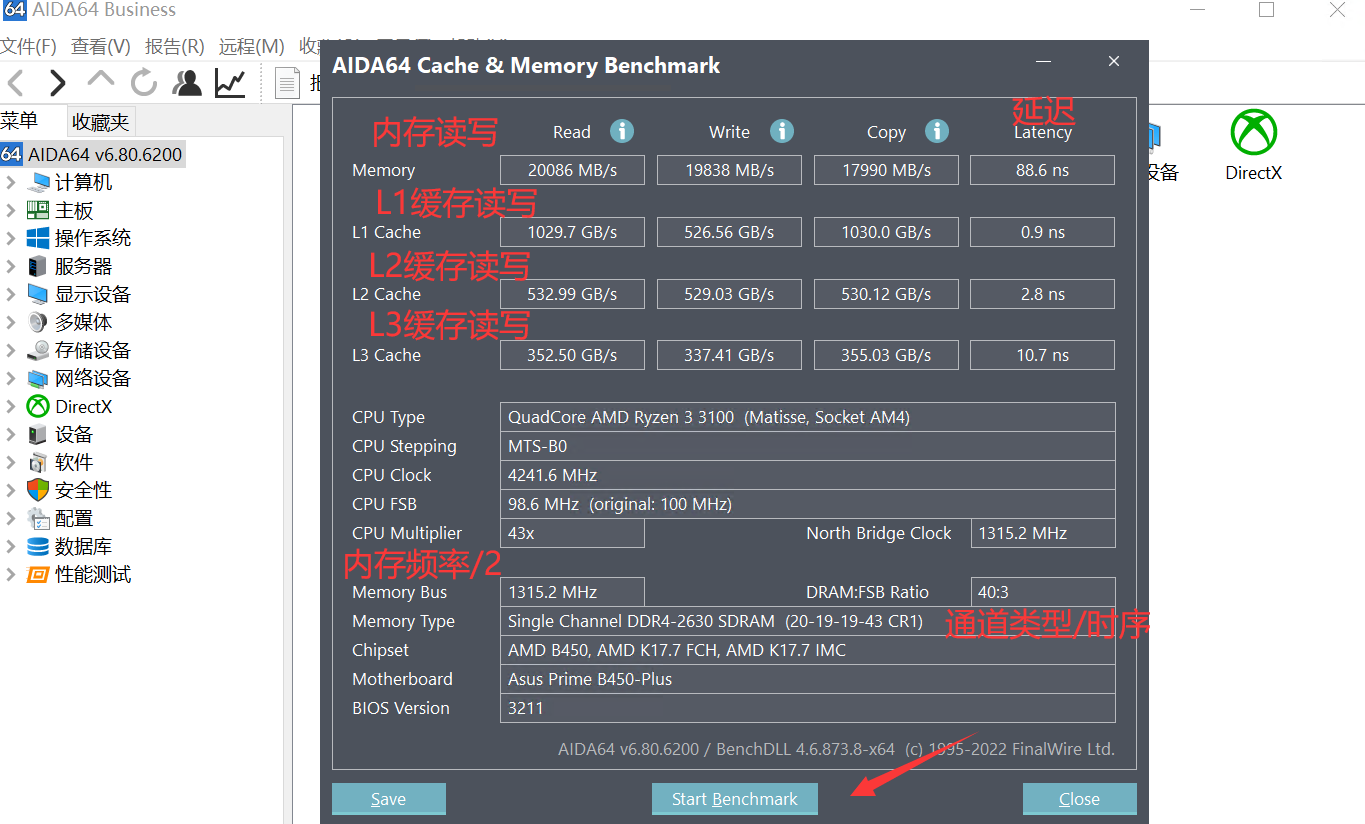 64 AIDA64 Business
文件(F) 查看(V) 报告(R) 远程(M)
菜单 收藏夹
64 AIDA64 v6.80.6200
计算机
主板
操作系统
服务器
显示设备
多媒体
存储设备
网络设备
DirectX
设备
软件
安全性
配置
数据库
性能测试
设备
DirectX
AIDA64 Cache & Memory Benchmark
延迟
内存读写 Read Write Copy Latency
Memory 20086 MB/s 19838 MB/s 17990 MB/s 88.6 ns
L1缓存读写
L1 Cache 1029.7 GB/s 526.56 GB/s 1030.0 GB/s 0.9 ns
L2缓存读写
L2 Cache 532.99 GB/s 529.03 GB/s 530.12 GB/s 2.8 ns
L3缓存读写
L3 Cache 352.50 GB/s 337.41 GB/s 355.03 GB/s 10.7 ns
CPU Type QuadCore AMD Ryzen 3 3100 (Matisse, Socket AM4)
CPU Stepping MTS-B0
CPU Clock 4241.6 MHz
CPU FSB 98.6 MHz (original: 100 MHz)
CPU Multiplier 43x North Bridge Clock 1315.2 MHz
内存频率/2
Memory Bus 1315.2 MHz DRAM:FSB Ratio 40:3
Memory Type Single Channel DDR4-2630 SDRAM (20-19-19-43 CR1) 通道类型/时序
Chipset AMD B450, AMD K17.7 FCH, AMD K17.7 IMC
Motherboard Asus Prime B450-Plus
BIOS Version 3211
AIDA64 v6.80.6200 / BenchDLL 4.6.873.8-x64 (c) 1995-2022 FinalWire Ltd.
Save Start Benchmark Close